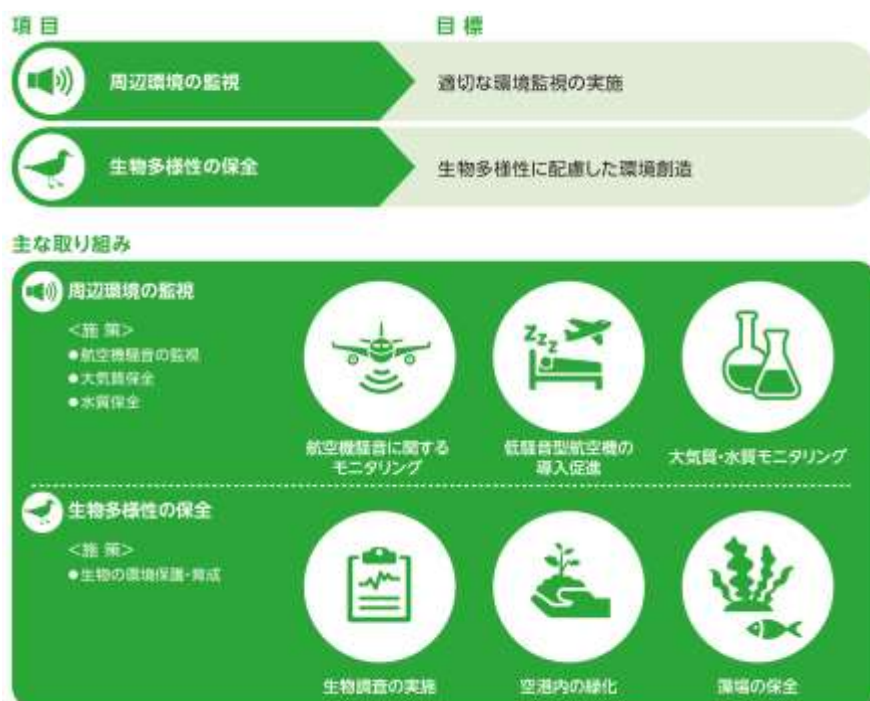 項目
目標
周辺環境の監視
適切な環境監視の実施
生物多様性の保全
生物多様性に配慮した環境創造
主な取り組み
周辺環境の監視
<施 策>
●航空機騒音の監視
●大気質保全
●水質保全
ZZZ
航空機騒音に関する
モニタリング
低騒音型航空機の
導入促進
大気質・水質モニタリング
生物多様性の保全
<施 策>
●生物の環境保護・育成
生物調査の実施
空港内の緑化
藻場の保全